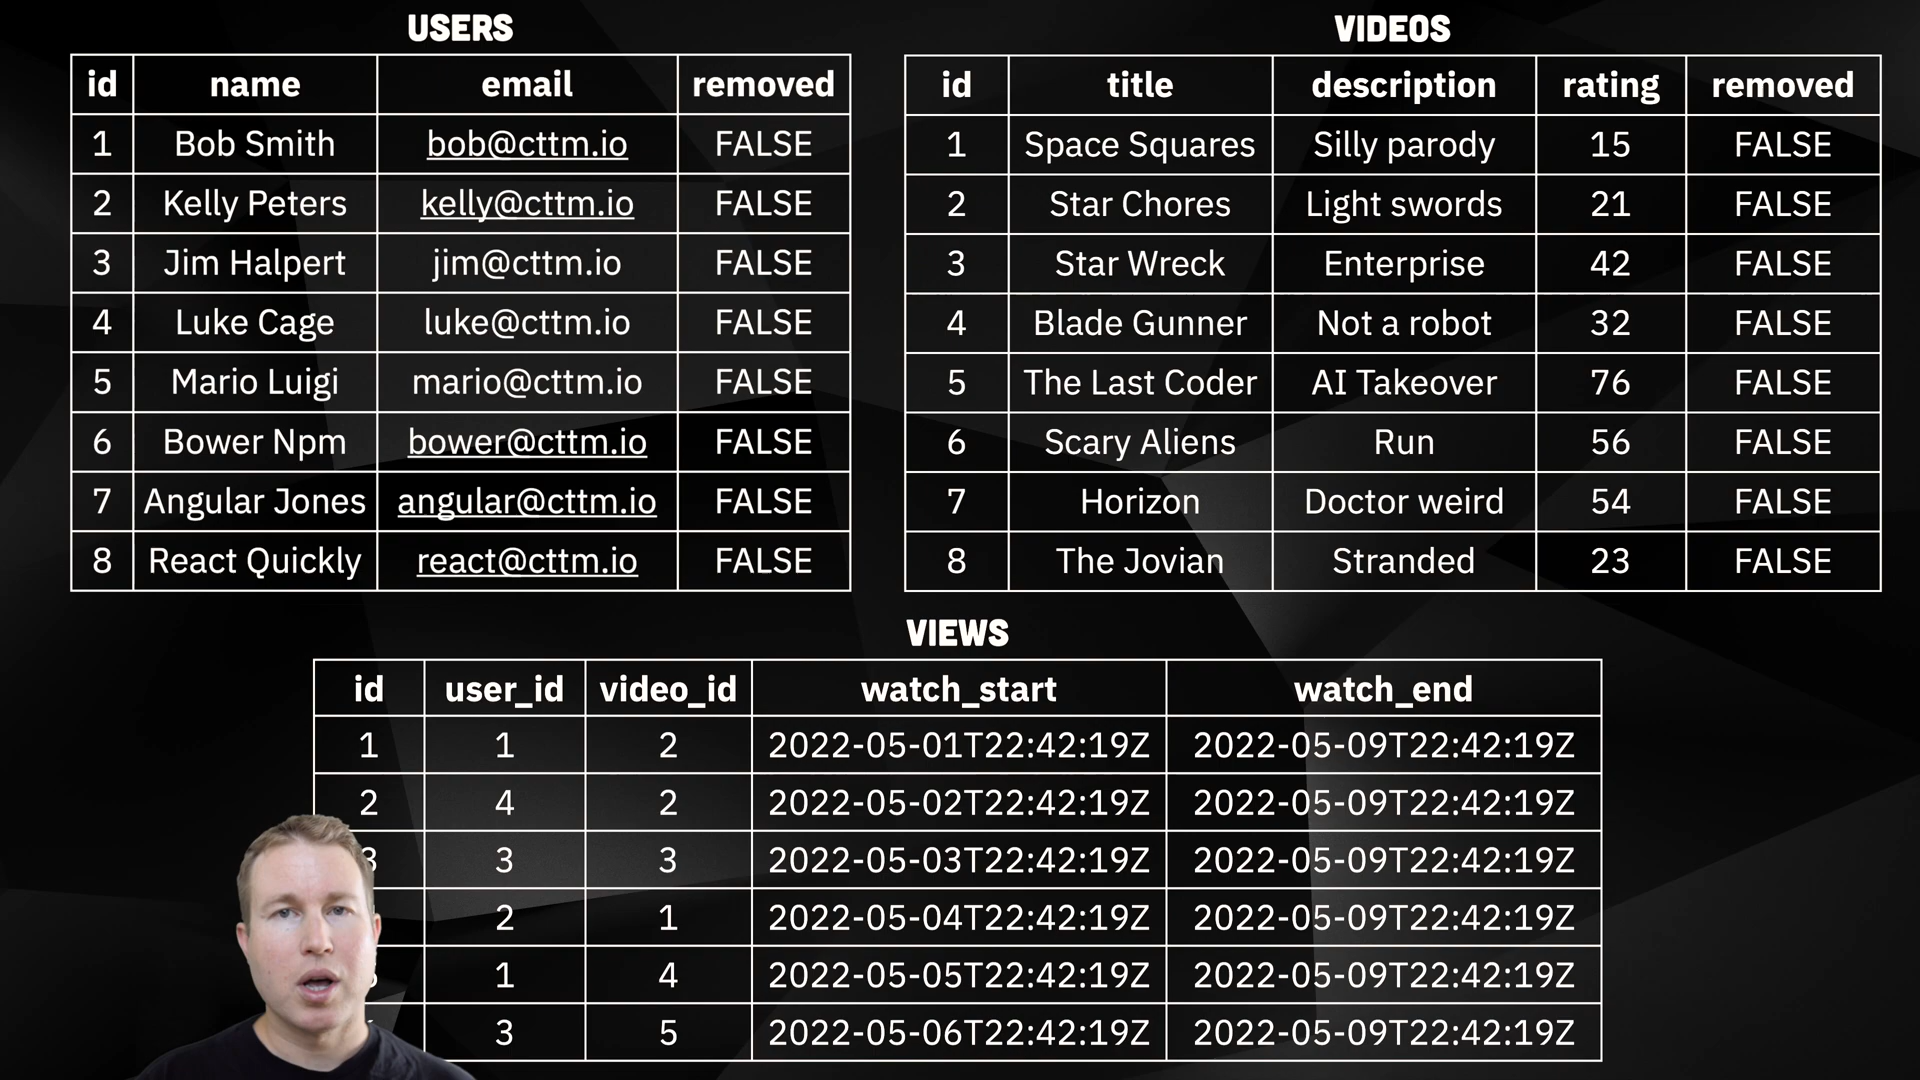 USERS
id name email removed
1 Bob Smith bob@cttm.io FALSE
2 Kelly Peters kelly@cttm.io FALSE
3 Jim Halpert jim@cttm.io FALSE
4 Luke Cage luke@cttm.io FALSE
5 Mario Luigi mario@cttm.io FALSE
6 Bower Npm bower@cttm.io FALSE
7 Angular Jones angular@cttm.io FALSE
8 React Quickly react@cttm.io FALSE
VIDEOS
id title description rating removed
1 Space Squares Silly parody 15 FALSE
2 Star Chores Light swords 21 FALSE
3 Star Wreck Enterprise 42 FALSE
4 Blade Gunner Not a robot 32 FALSE
5 The Last Coder AI Takeover 76 FALSE
6 Scary Aliens Run 56 FALSE
7 Horizon Doctor weird 54 FALSE
8 The Jovian Stranded 23 FALSE
VIEWS
id user_id video_id watch_start watch_end
1 1 2 2022-05-01T22:42:19Z 2022-05-09T22:42:19Z
2 4 2 2022-05-02T22:42:19Z 2022-05-09T22:42:19Z
3 3 3 2022-05-03T22:42:19Z 2022-05-09T22:42:19Z
2 1 2022-05-04T22:42:19Z 2022-05-09T22:42:19Z
1 4 2022-05-05T22:42:19Z 2022-05-09T22:42:19Z
3 5 2022-05-06T22:42:19Z 2022-05-09T22:42:19Z